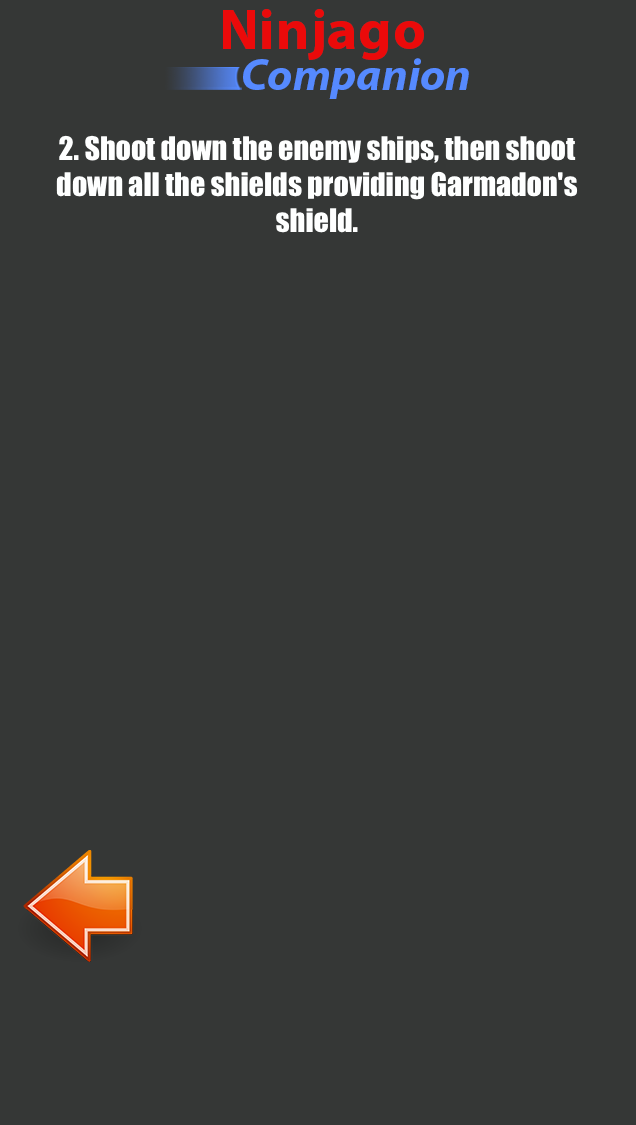 Ninjago
Companion
2. Shoot down the enemy ships, then shoot
down all the shields providing Garmadon's
shield.